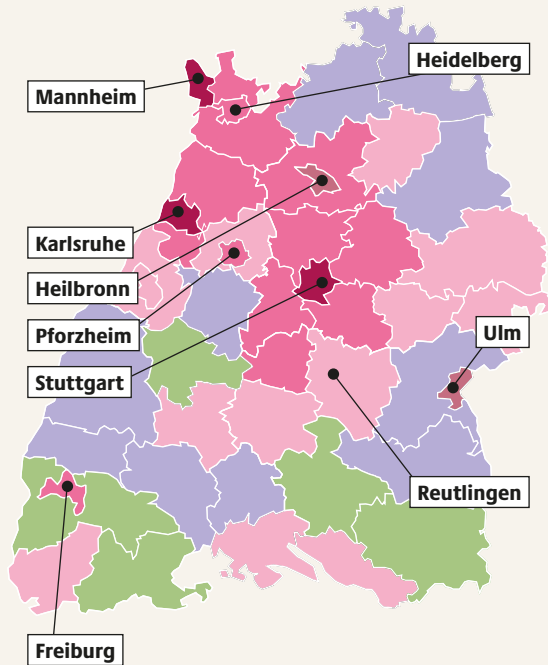 Heidelberg
Mannheim
Karlsruhe
Heilbronn
Pforzheim
Ulm
Stuttgart
Reutlingen
Freiburg